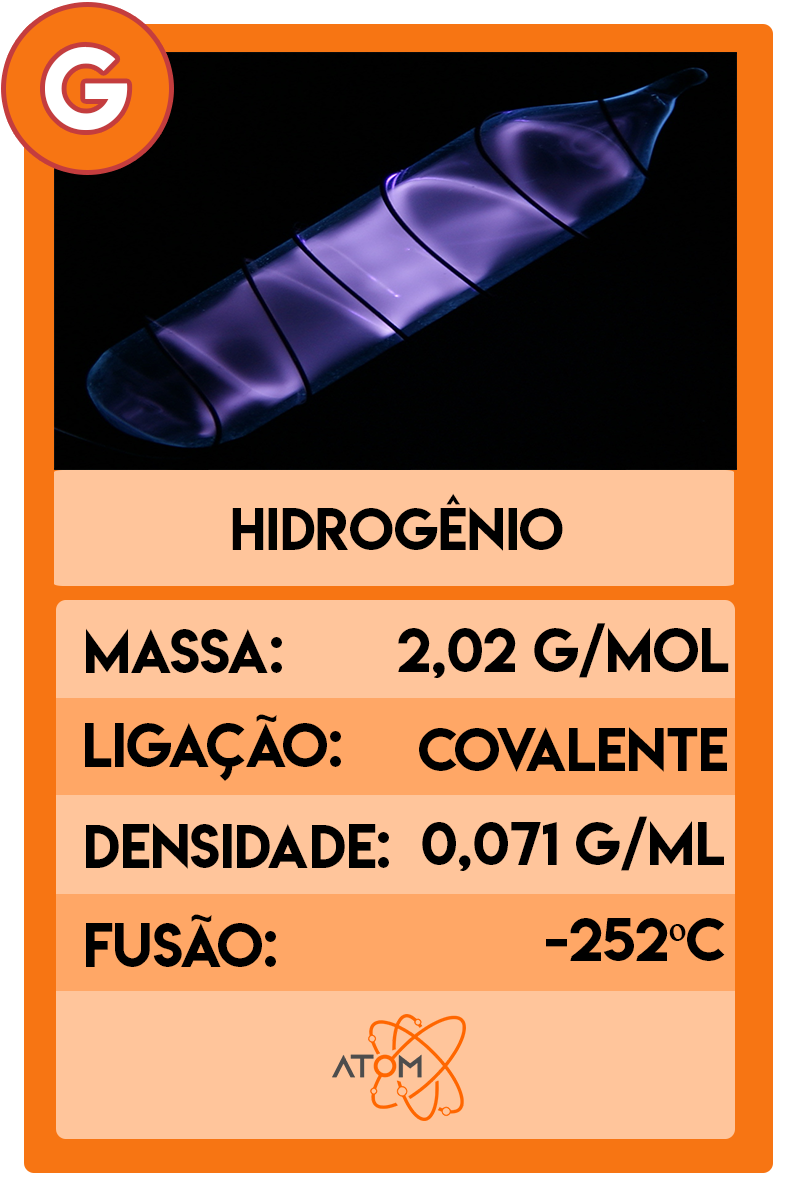 G
HIDROGÊNIO
MASSA: 2,02 G/MOL
LIGAÇÃO: COVALENTE
DENSIDADE: 0,071 G/ML
FUSÃO: -252ºC
ATOM